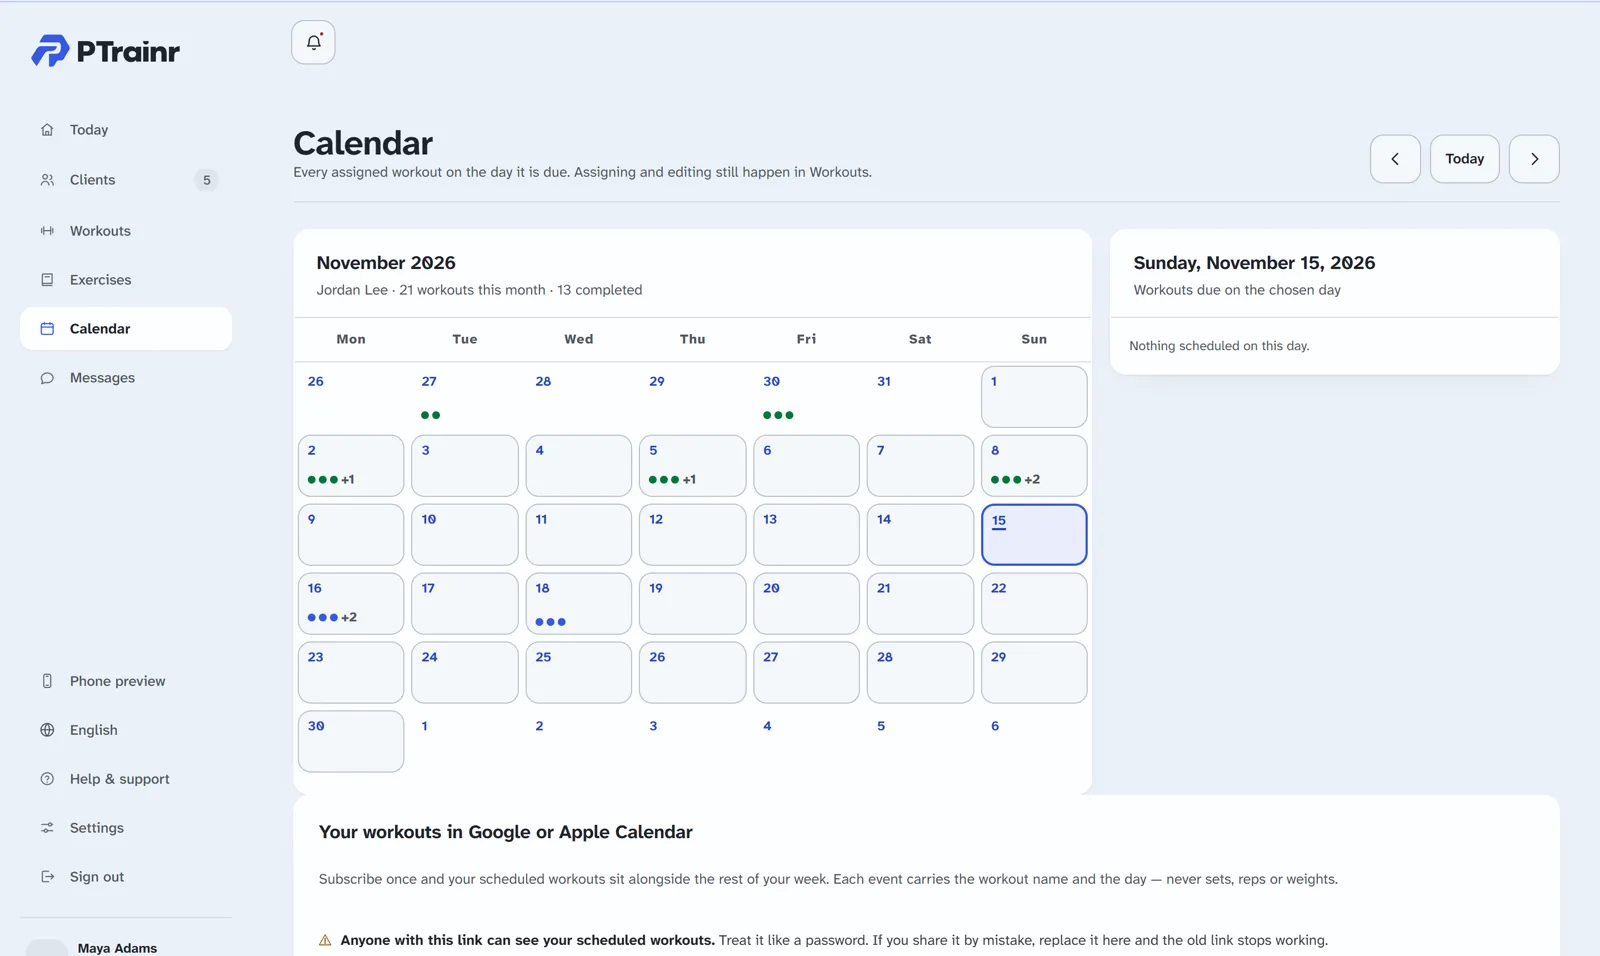 PTrainr
Today
Clients 5
Workouts
Exercises
Calendar
Messages
Phone preview
English
Help & support
Settings
Sign out
Maya Adams
Calendar
Every assigned workout on the day it is due. Assigning and editing still happen in Workouts.
Today
November 2026
Jordan Lee · 21 workouts this month · 13 completed
Mon Tue Wed Thu Fri Sat Sun
26 27 28 29 30 31 1
2 3 4 5 6 7 8
+1 +1 +2
9 10 11 12 13 14 15
16 17 18 19 20 21 22
+2
23 24 25 26 27 28 29
30 1 2 3 4 5 6
Sunday, November 15, 2026
Workouts due on the chosen day
Nothing scheduled on this day.
Your workouts in Google or Apple Calendar
Subscribe once and your scheduled workouts sit alongside the rest of your week. Each event carries the workout name and the day — never sets, reps or weights.
Anyone with this link can see your scheduled workouts. Treat it like a password. If you share it by mistake, replace it here and the old link stops working.